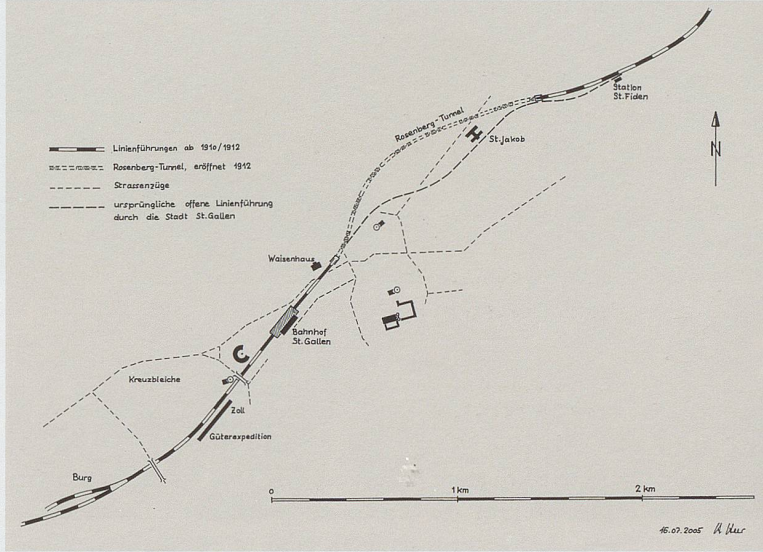 Station
St.Fiden
Rosenberg-Tunnel
St.Jakob
N
Linienführungen ab 1910/1912
Rosenberg-Tunnel, eröffnet 1912
Strassenzüge
ursprüngliche offene Linienführung
durch die Stadt St.Gallen
Waisenhaus
Bahnhof
St.Gallen
Kreuzbleiche
Zoll
Güterexpedition
Burg
0 1 km 2 km
16.07.2005